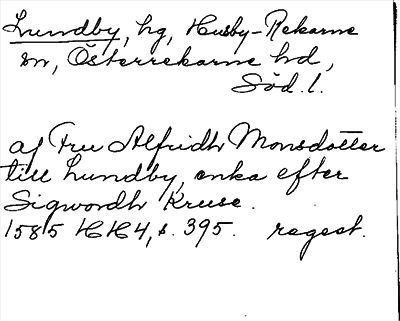 Lundby, hg, Husby-Rekarne
sn, Österrekarne hd,
Söd. l.
af Fru Alfridh Monsdotter
till Lundby, enka efter
Sigwordh Kruse.
1585 HH4, s. 395. regest.